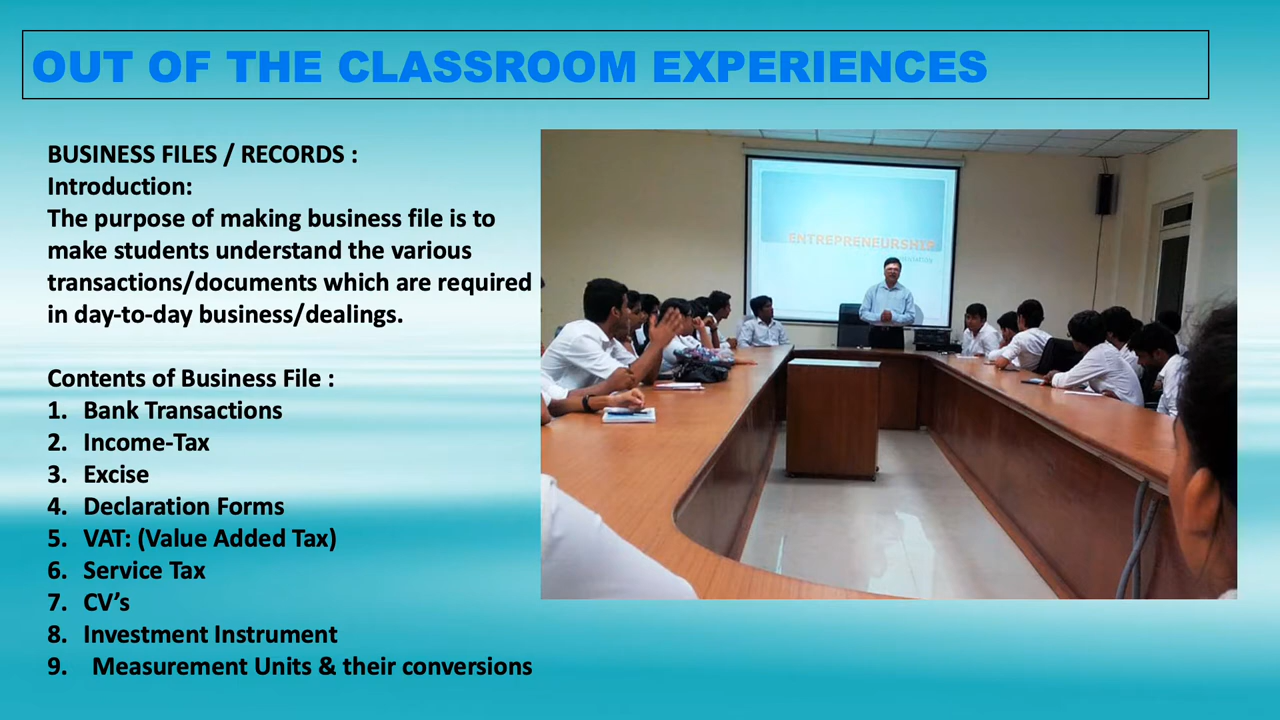 OUT OF THE CLASSROOM EXPERIENCES
BUSINESS FILES / RECORDS :
Introduction:
The purpose of making business file is to
make students understand the various
transactions/documents which are required
in day-to-day business/dealings.
Contents of Business File :
1. Bank Transactions
2. Income-Tax
3. Excise
4. Declaration Forms
5. VAT: (Value Added Tax)
6. Service Tax
7. CV’s
8. Investment Instrument
9. Measurement Units & their conversions
ENTREPRENEURSHIP